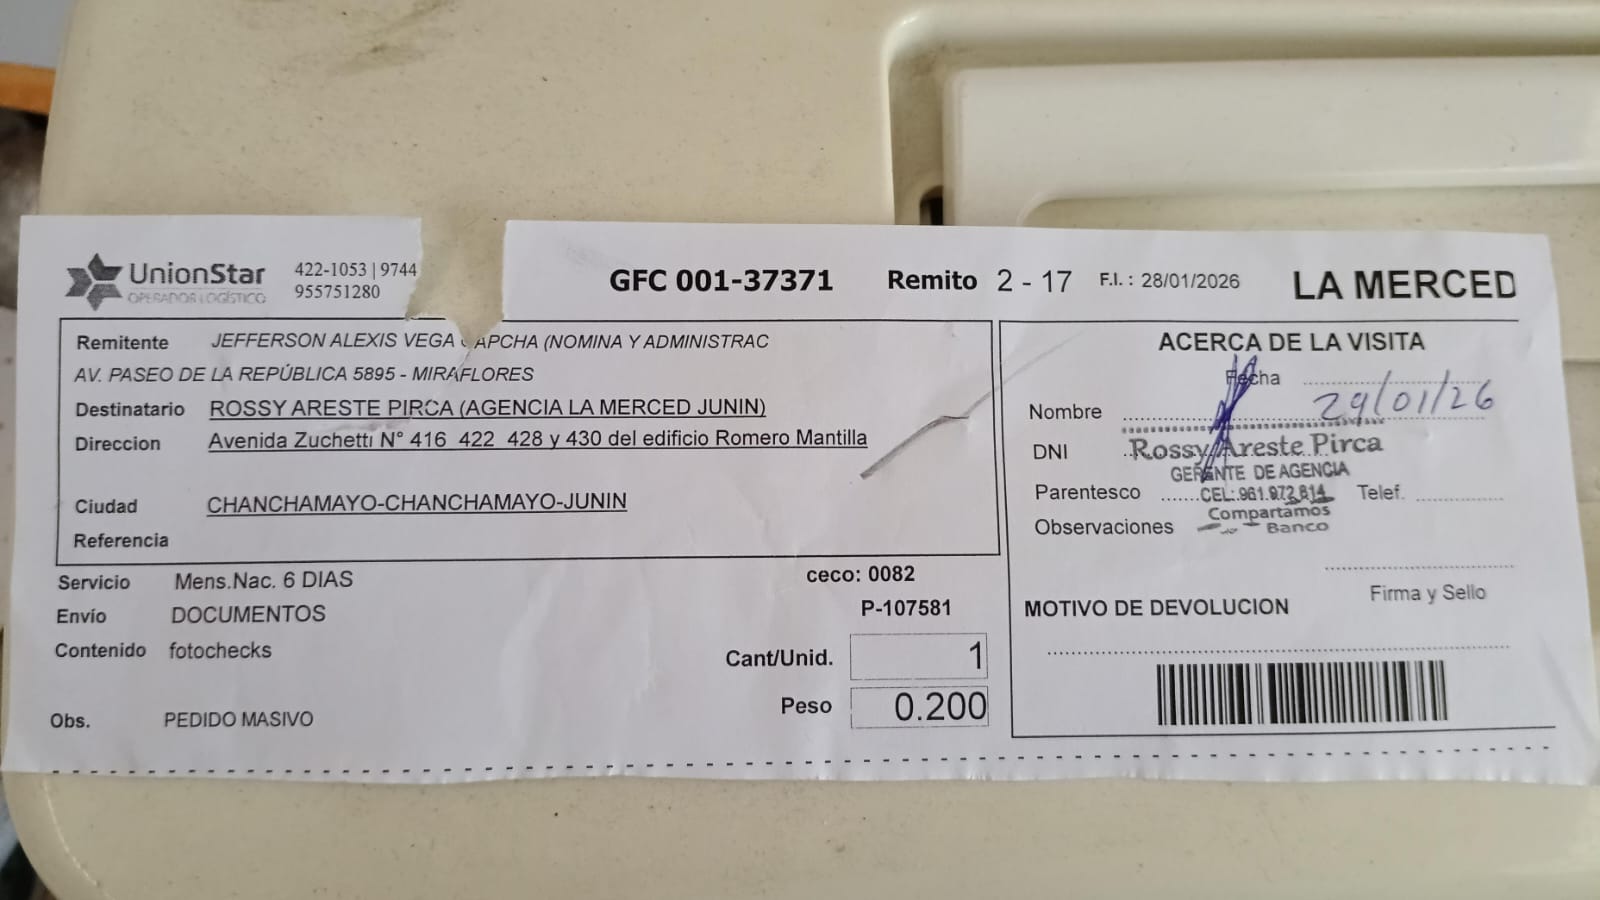 UnionStar
OPERADOR LOGÍSTICO
422-1053 | 9744
955751280
GFC 001-37371
Remito 2 - 17
F.I. : 28/01/2026
LA MERCED
Remitente JEFFERSON ALEXIS VEGA CAPCHA (NOMINA Y ADMINISTRAC
AV. PASEO DE LA REPÚBLICA 5895 - MIRAFLORES
Destinatario ROSSY ARESTE PIRCA (AGENCIA LA MERCED JUNIN)
Direccion Avenida Zuchetti N° 416 422 428 y 430 del edificio Romero Mantilla
Ciudad CHANCHAMAYO-CHANCHAMAYO-JUNIN
Referencia
Servicio Mens.Nac. 6 DIAS
Envío DOCUMENTOS
Contenido fotochecks
Obs. PEDIDO MASIVO
ceco: 0082
P-107581
Cant/Unid. 1
Peso 0.200
ACERCA DE LA VISITA
Fecha 29/01/26
Nombre
DNI
Rossy Areste Pirca
GERENTE DE AGENCIA
Parentesco
CEL: 961.972.814
Telef.
Compartamos
Observaciones
Banco
Firma y Sello
MOTIVO DE DEVOLUCION